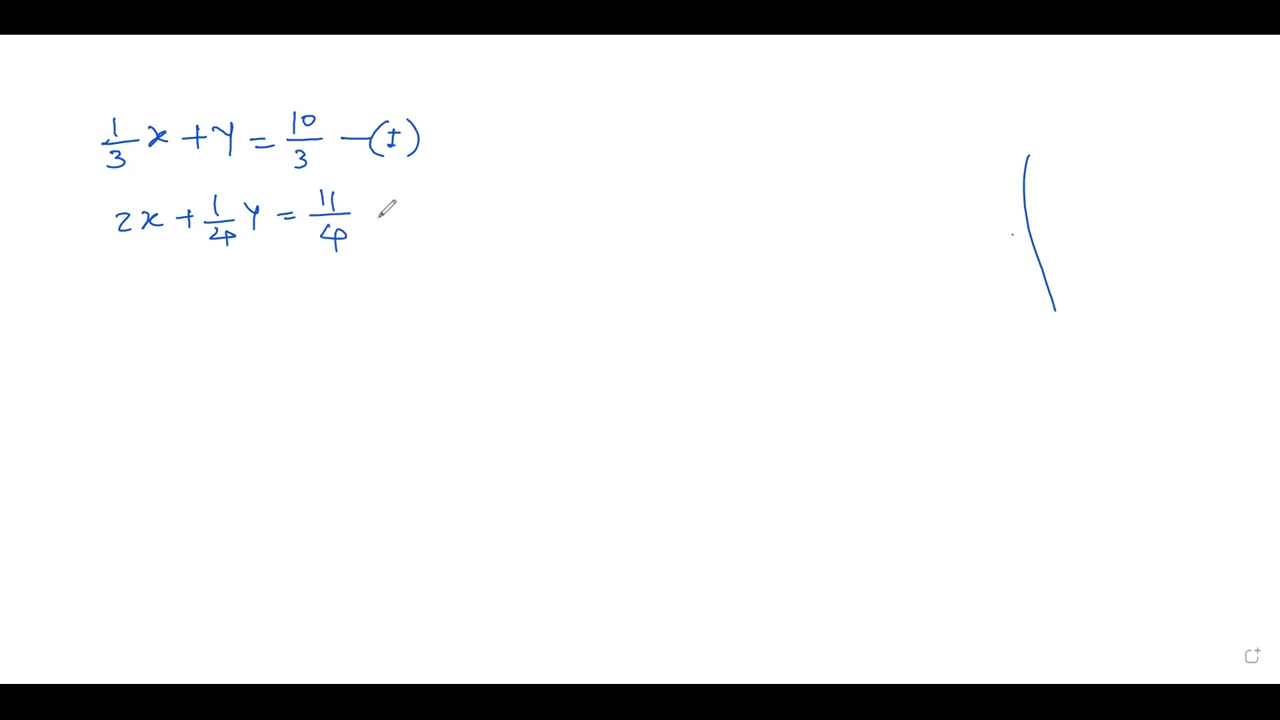 1/3 x + y = 10/3 —(I)
2x + 1/4 y = 11/4